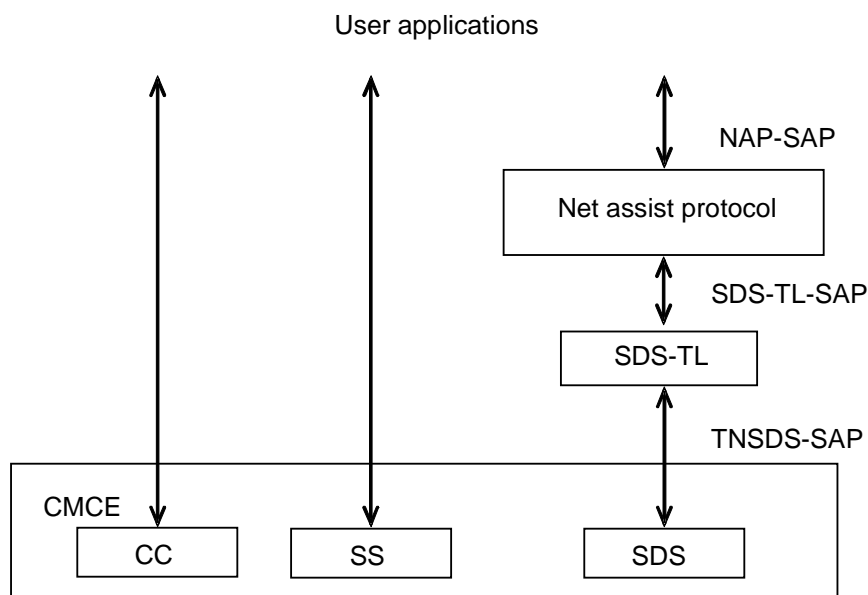 User applications
NAP-SAP
Net assist protocol
SDS-TL-SAP
SDS-TL
TNSDS-SAP
CMCE
CC
SS
SDS